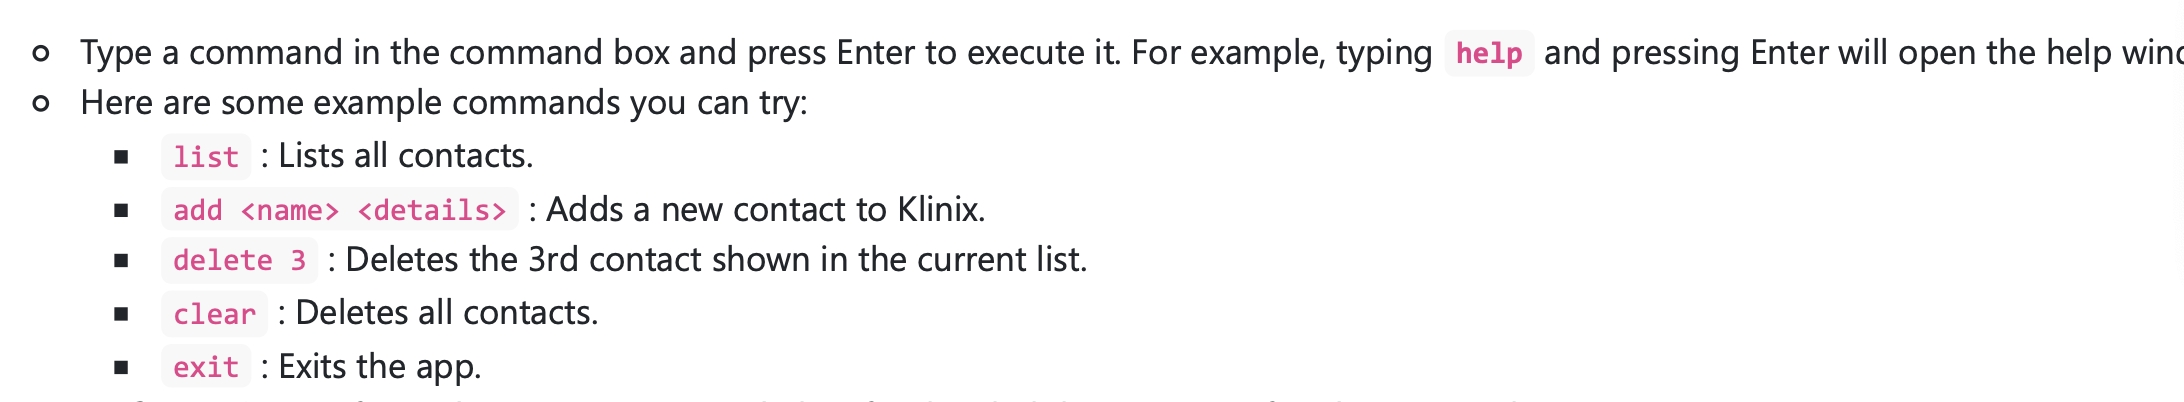 Type a command in the command box and press Enter to execute it. For example, typing help and pressing Enter will open the help
Here are some example commands you can try:
list : Lists all contacts.
add <name> <details> : Adds a new contact to Klinix.
delete 3 : Deletes the 3rd contact shown in the current list.
clear : Deletes all contacts.
exit : Exits the app.